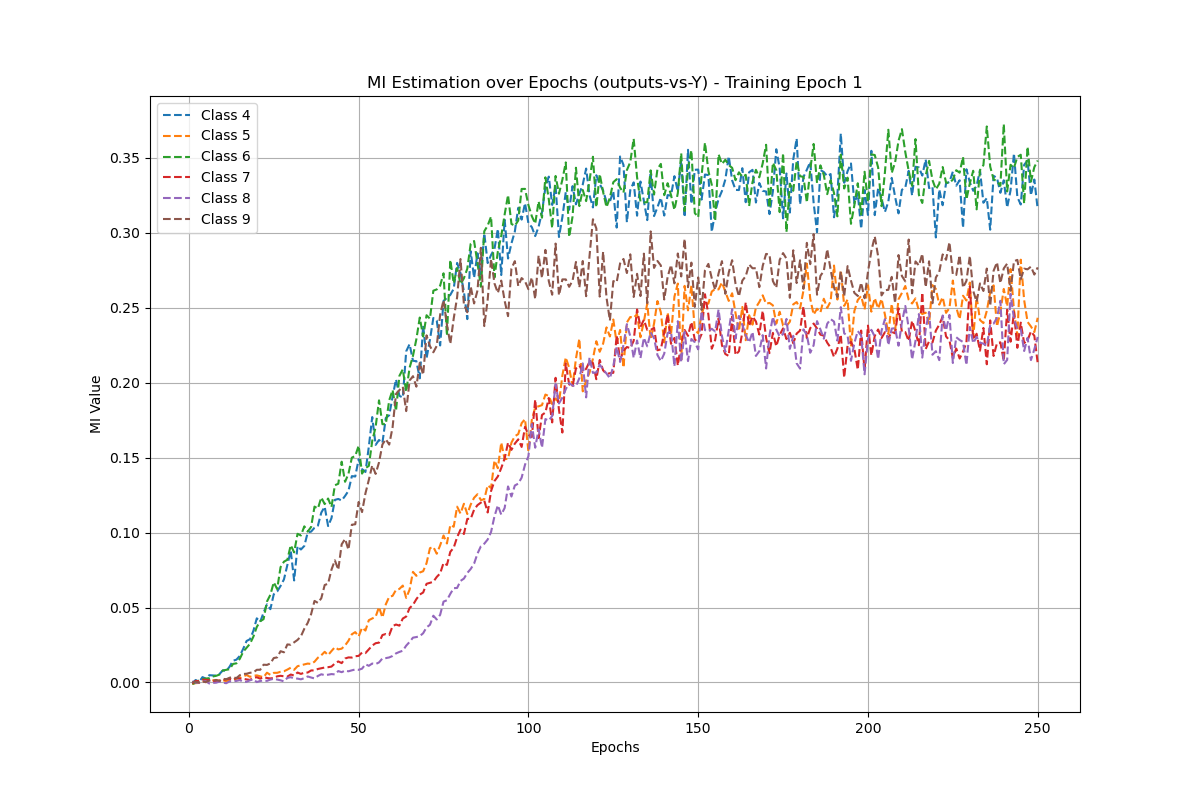 MI Estimation over Epochs (outputs-vs-Y) - Training Epoch 1
Class 4
Class 5
Class 6
Class 7
Class 8
Class 9
MI Value
0.35
0.30
0.25
0.20
0.15
0.10
0.05
0.00
0 50 100 150 200 250
Epochs